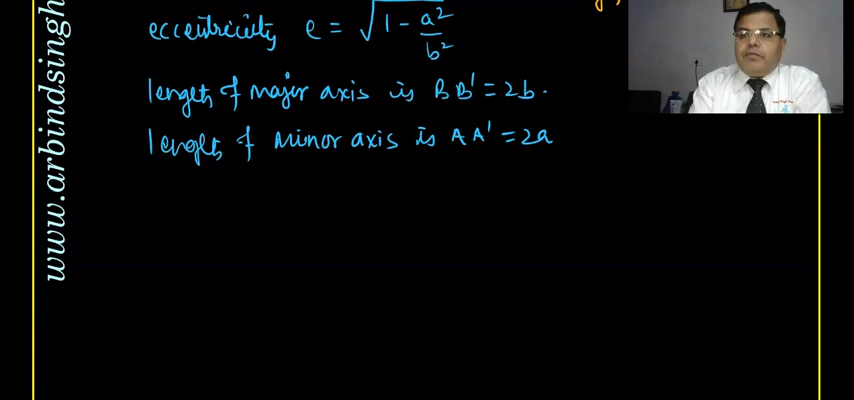 eccentricity e = √(1 - a²/b²)
length of major axis is BB' = 2b.
length of minor axis is AA' = 2a
www.arbindsingh